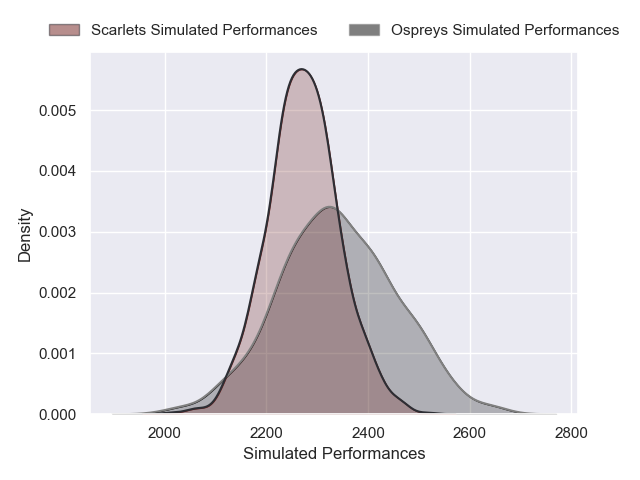 Scarlets Simulated Performances
Ospreys Simulated Performances
0.005
0.004
0.003
0.002
0.001
0.000
Density
2000
2200
2400
2600
2800
Simulated Performances